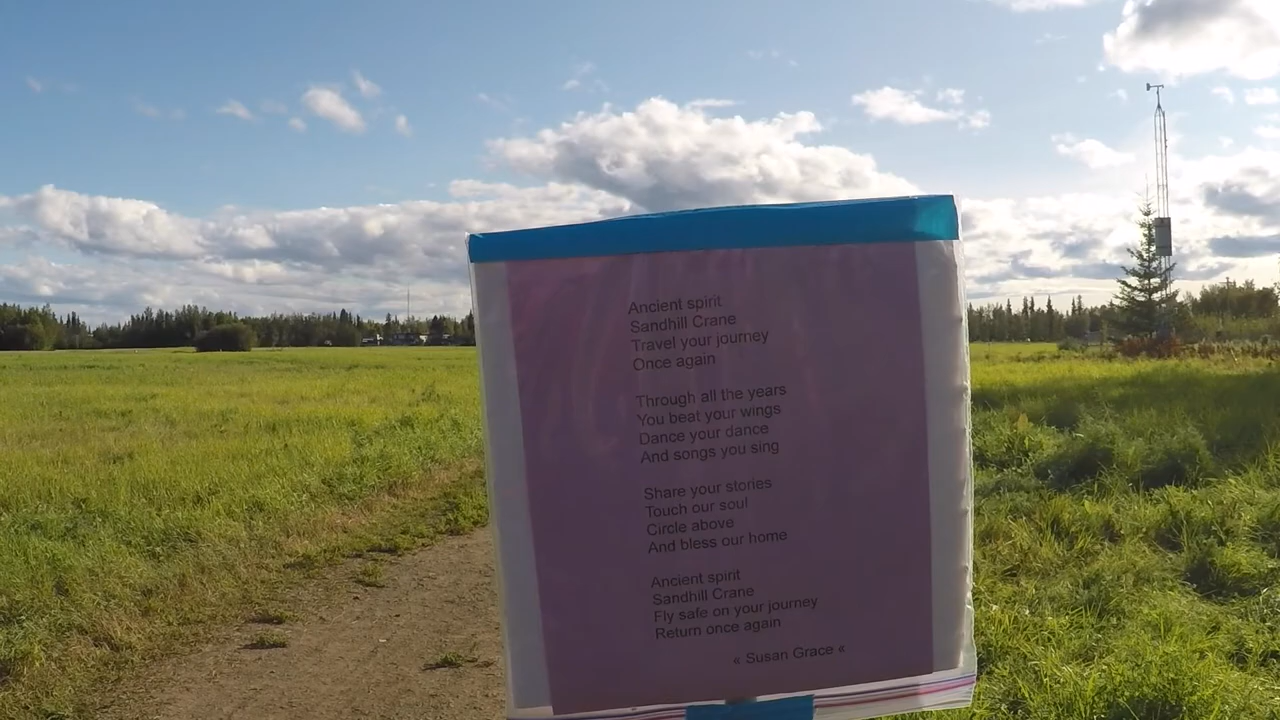 Ancient spirit
Sandhill Crane
Travel your journey
Once again
Through all the years
You beat your wings
Dance your dance
And songs you sing
Share your stories
Touch our soul
Circle above
And bless our home
Ancient spirit
Sandhill Crane
Fly safe on your journey
Return once again
« Susan Grace «